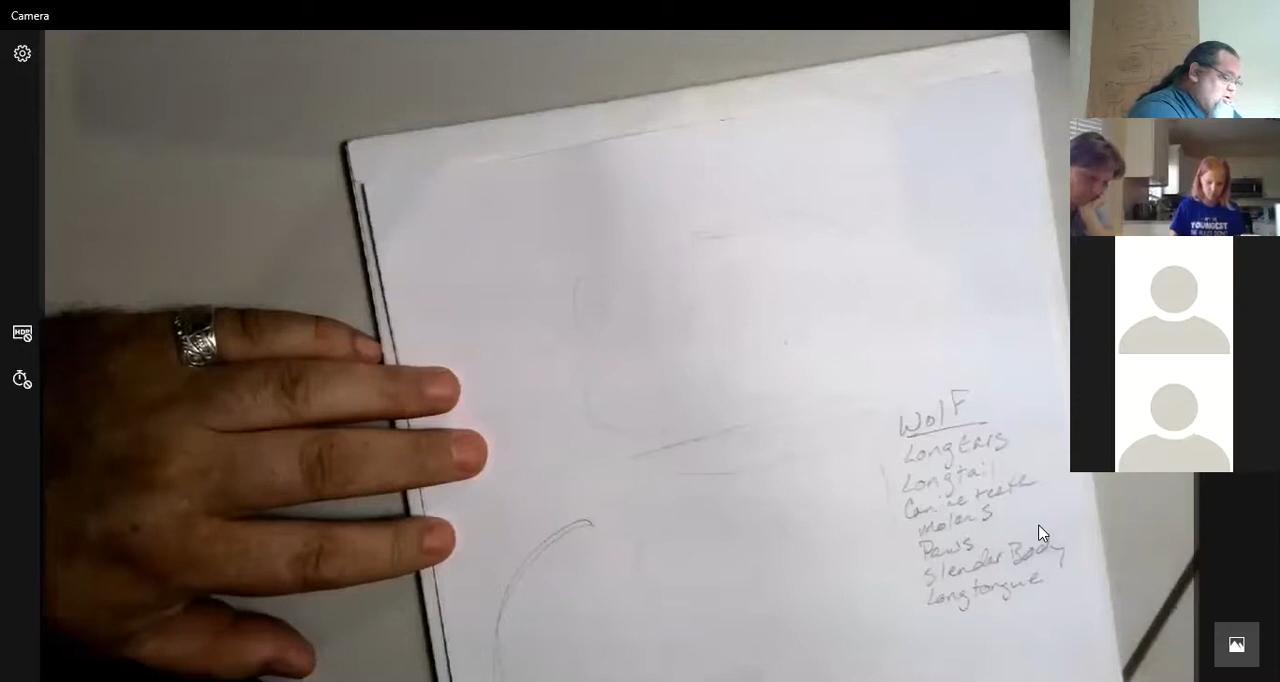 Camera
YOUNGEST
WolF
Long Ears
Long tail
Canine teeth
molars
Paws
Slender Body
Long tongue